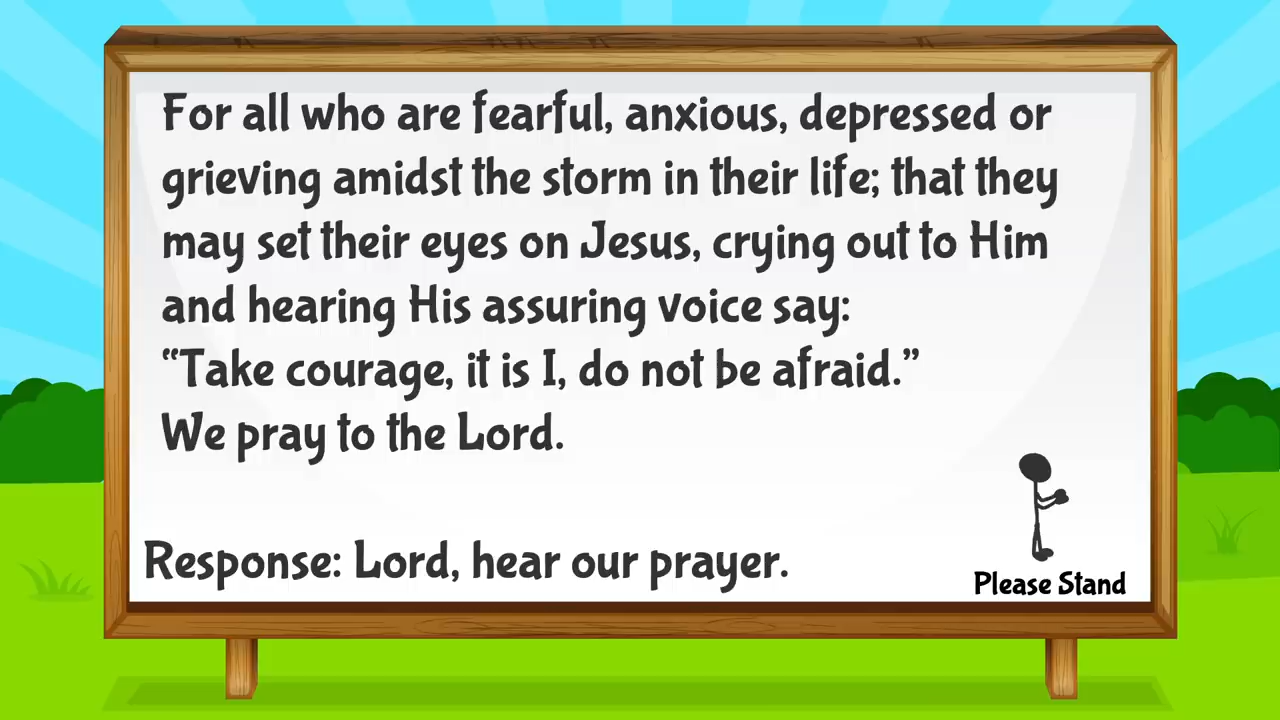 For all who are fearful, anxious, depressed or
grieving amidst the storm in their life; that they
may set their eyes on Jesus, crying out to Him
and hearing His assuring voice say:
“Take courage, it is I, do not be afraid.”
We pray to the Lord.
Response: Lord, hear our prayer.
Please Stand